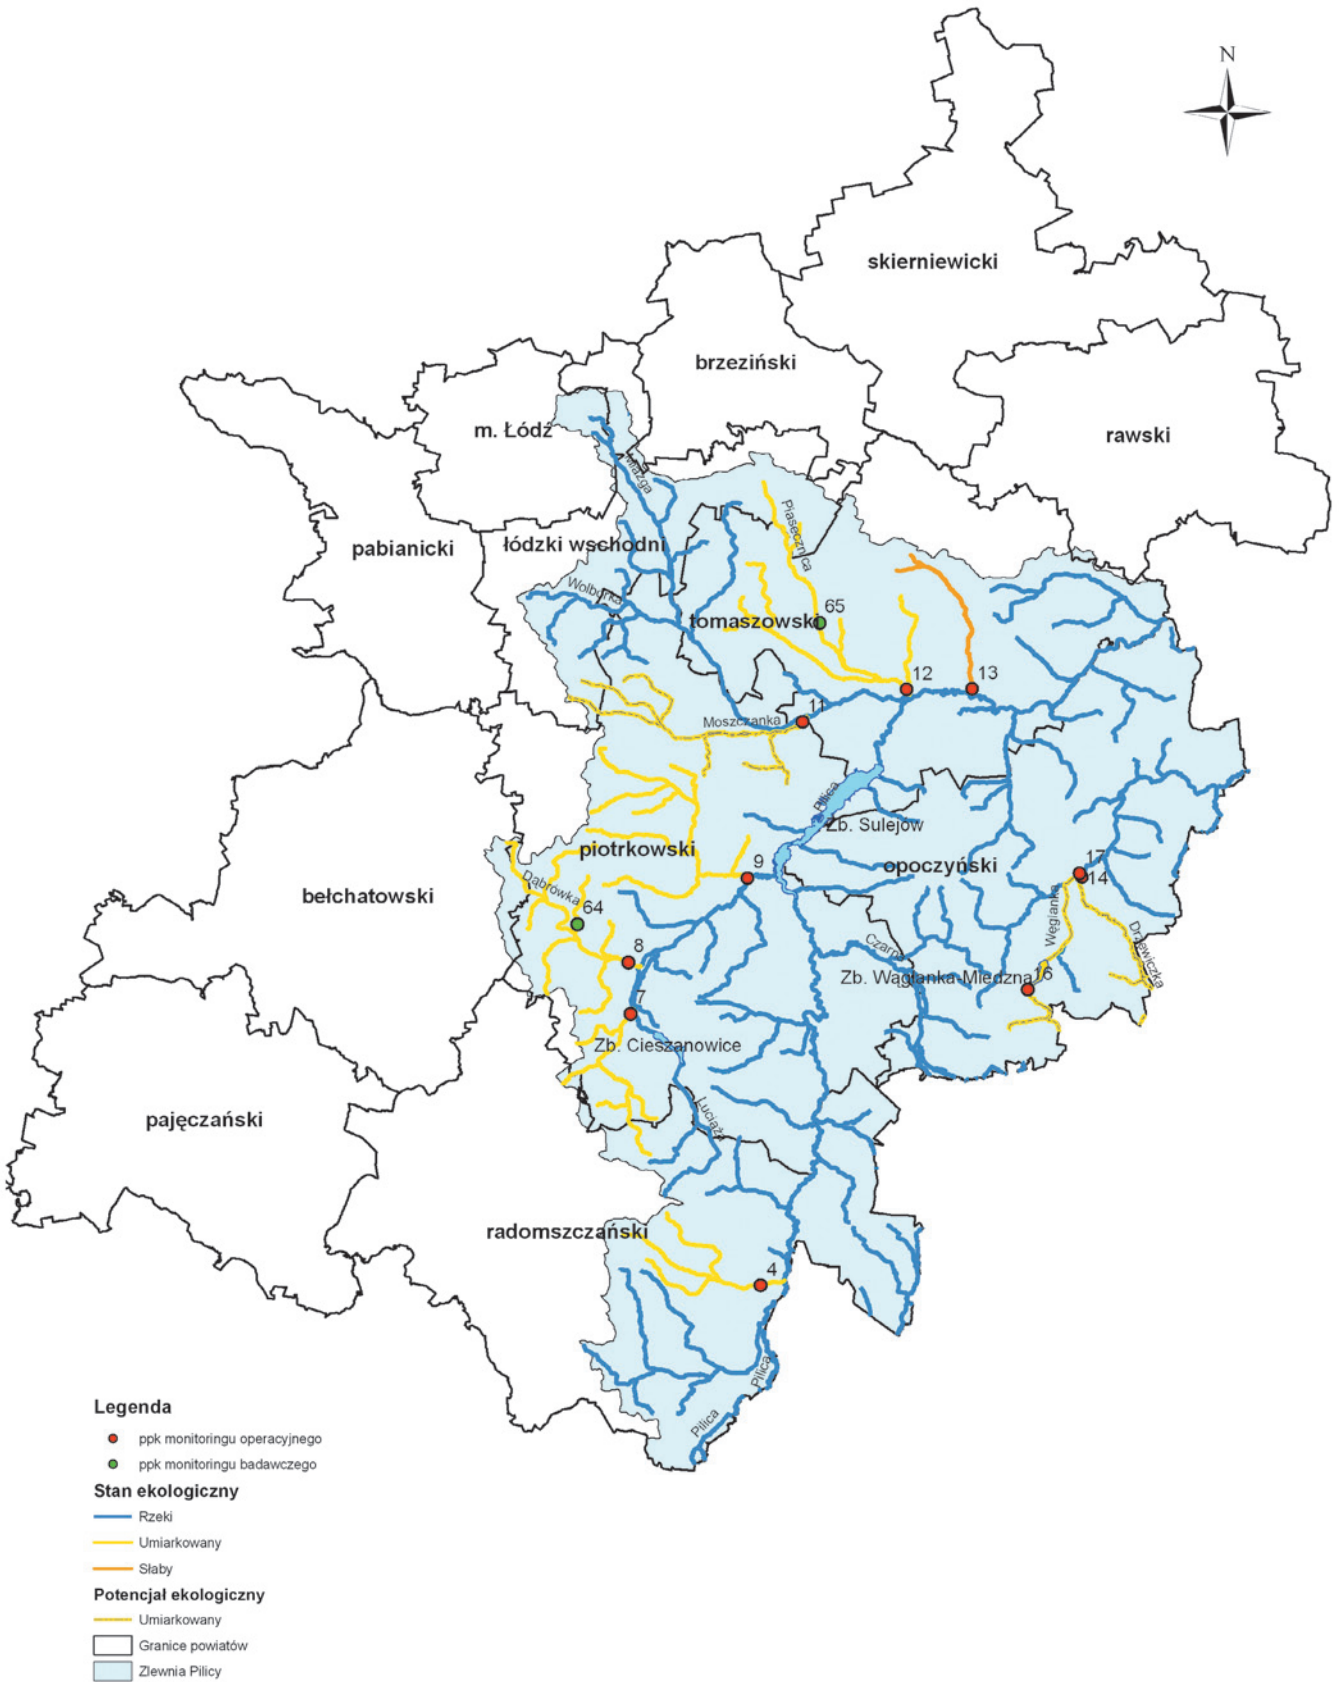 N
skierniewicki
brzeziński
rawski
m. Łódź
Miazga
pabianicki
łódzki wschodni
Piasecznica
Wolbórka
65
tomaszowski
12
13
11
Moszczanka
Pilica
Zb. Sulejów
piotrkowski
9
opoczyński
17
14
bełchatowski
Dąbrówka
64
Węglanka
Drzewiczka
8
Czarna
Zb. Wąglanka-Miedzna
16
7
Zb. Cieszanowice
pajęczański
Luciąża
radomszczański
4
Pilica
Pilica
Legenda
ppk monitoringu operacyjnego
ppk monitoringu badawczego
Stan ekologiczny
Rzeki
Umiarkowany
Słaby
Potencjał ekologiczny
Umiarkowany
Granice powiatów
Zlewnia Pilicy